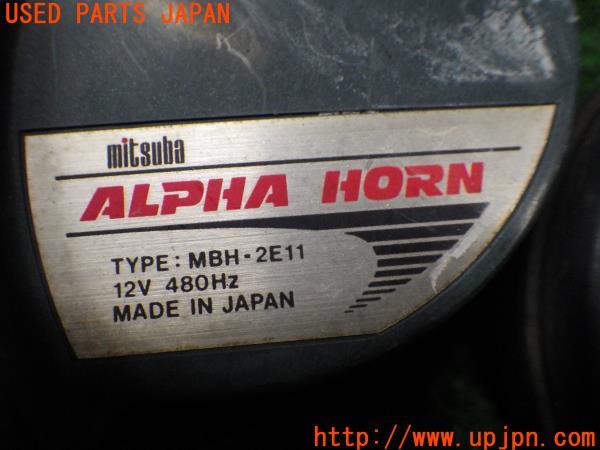 USED PARTS JAPAN
mitsuba
ALPHA HORN
TYPE: MBH-2E11
12V 480Hz
MADE IN JAPAN
http://www.upjpn.com